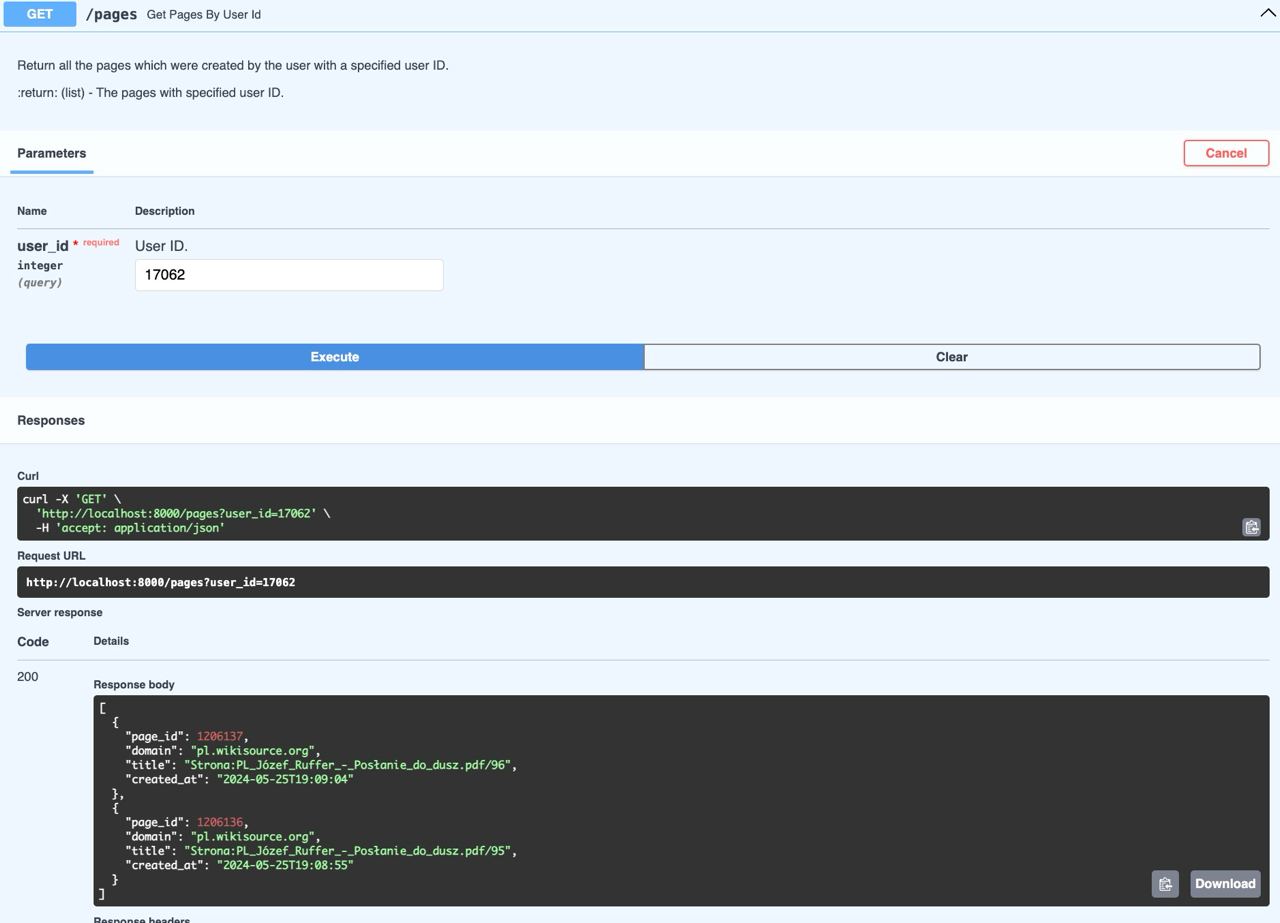 GET /pages Get Pages By User Id
Return all the pages which were created by the user with a specified user ID.
:return: (list) - The pages with specified user ID.
Parameters
Cancel
Name Description
user_id * required User ID.
integer
(query)
17062
Execute Clear
Responses
Curl
curl -X 'GET' \
'http://localhost:8000/pages?user_id=17062' \
-H 'accept: application/json'
Request URL
http://localhost:8000/pages?user_id=17062
Server response
Code Details
200
Response body
[
{
"page_id": 1206137,
"domain": "pl.wikisource.org",
"title": "Strona:PL_Józef_Ruffer_-_Posłanie_do_dusz.pdf/96",
"created_at": "2024-05-25T19:09:04"
},
{
"page_id": 1206136,
"domain": "pl.wikisource.org",
"title": "Strona:PL_Józef_Ruffer_-_Posłanie_do_dusz.pdf/95",
"created_at": "2024-05-25T19:08:55"
}
]
Download
Response headers